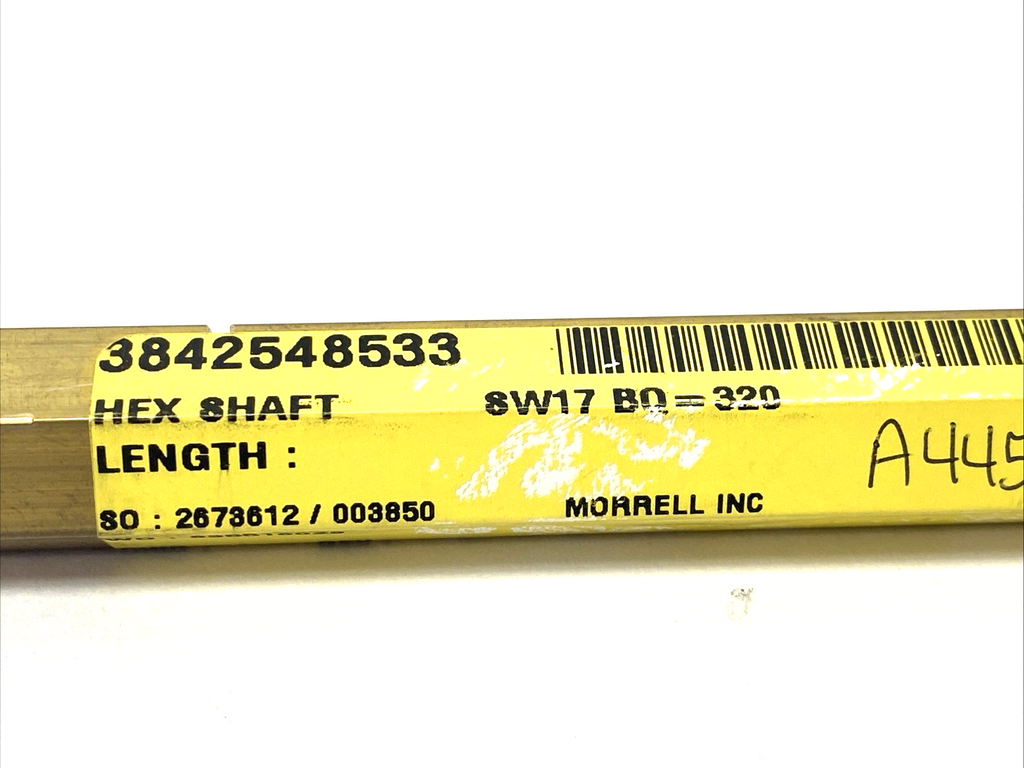 3842548533
HEX SHAFT SW17 BQ = 320
LENGTH :
A445
SO : 2673612 / 003850 MORRELL INC